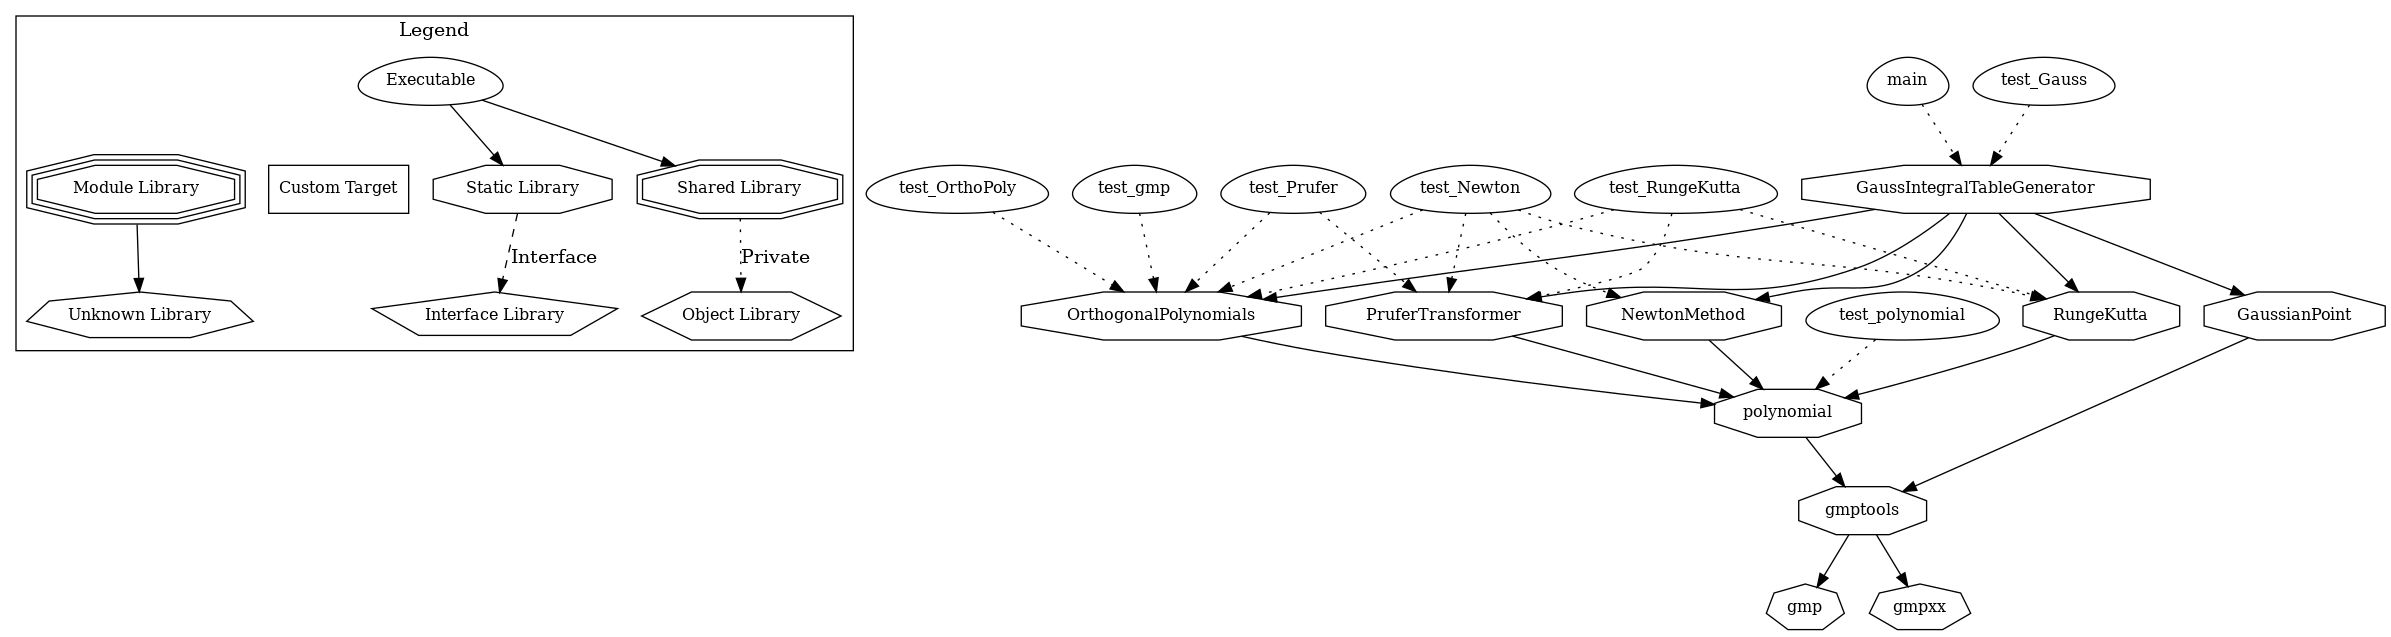 Legend
Executable
Module Library
Custom Target
Static Library
Shared Library
Interface
Private
Unknown Library
Interface Library
Object Library
main
test_Gauss
test_OrthoPoly
test_gmp
test_Prufer
test_Newton
test_RungeKutta
GaussIntegralTableGenerator
OrthogonalPolynomials
PruferTransformer
NewtonMethod
test_polynomial
RungeKutta
GaussianPoint
polynomial
gmptools
gmp
gmpxx